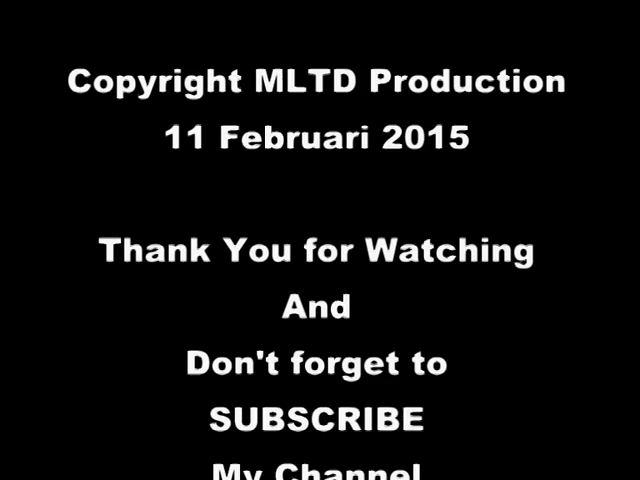 Copyright MLTD Production
11 Februari 2015
Thank You for Watching
And
Don't forget to
SUBSCRIBE
My Channel